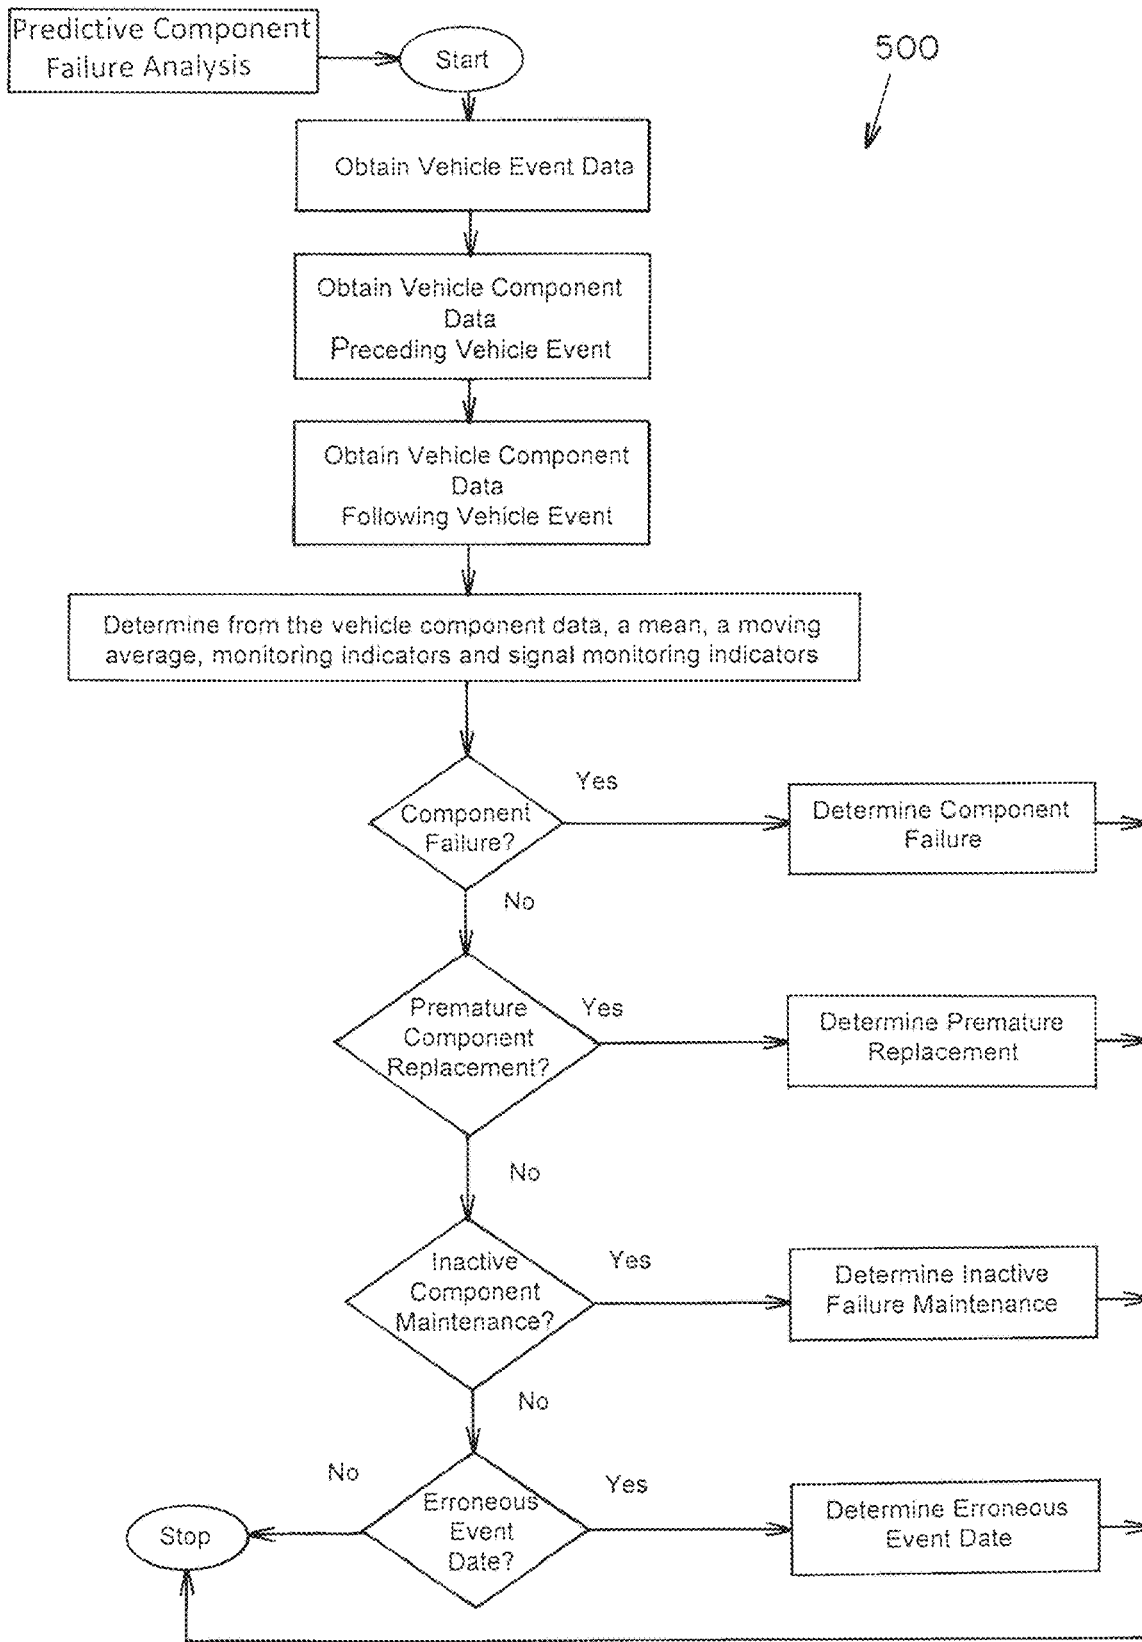 Predictive Component
Failure Analysis
Start
500
Obtain Vehicle Event Data
Obtain Vehicle Component
Data
Preceding Vehicle Event
Obtain Vehicle Component
Data
Following Vehicle Event
Determine from the vehicle component data, a mean, a moving
average, monitoring indicators and signal monitoring indicators
Component
Failure?
Yes
Determine Component
Failure
No
Premature
Component
Replacement?
Yes
Determine Premature
Replacement
No
Inactive
Component
Maintenance?
Yes
Determine Inactive
Failure Maintenance
No
Erroneous
Event
Date?
No
Yes
Determine Erroneous
Event Date
Stop